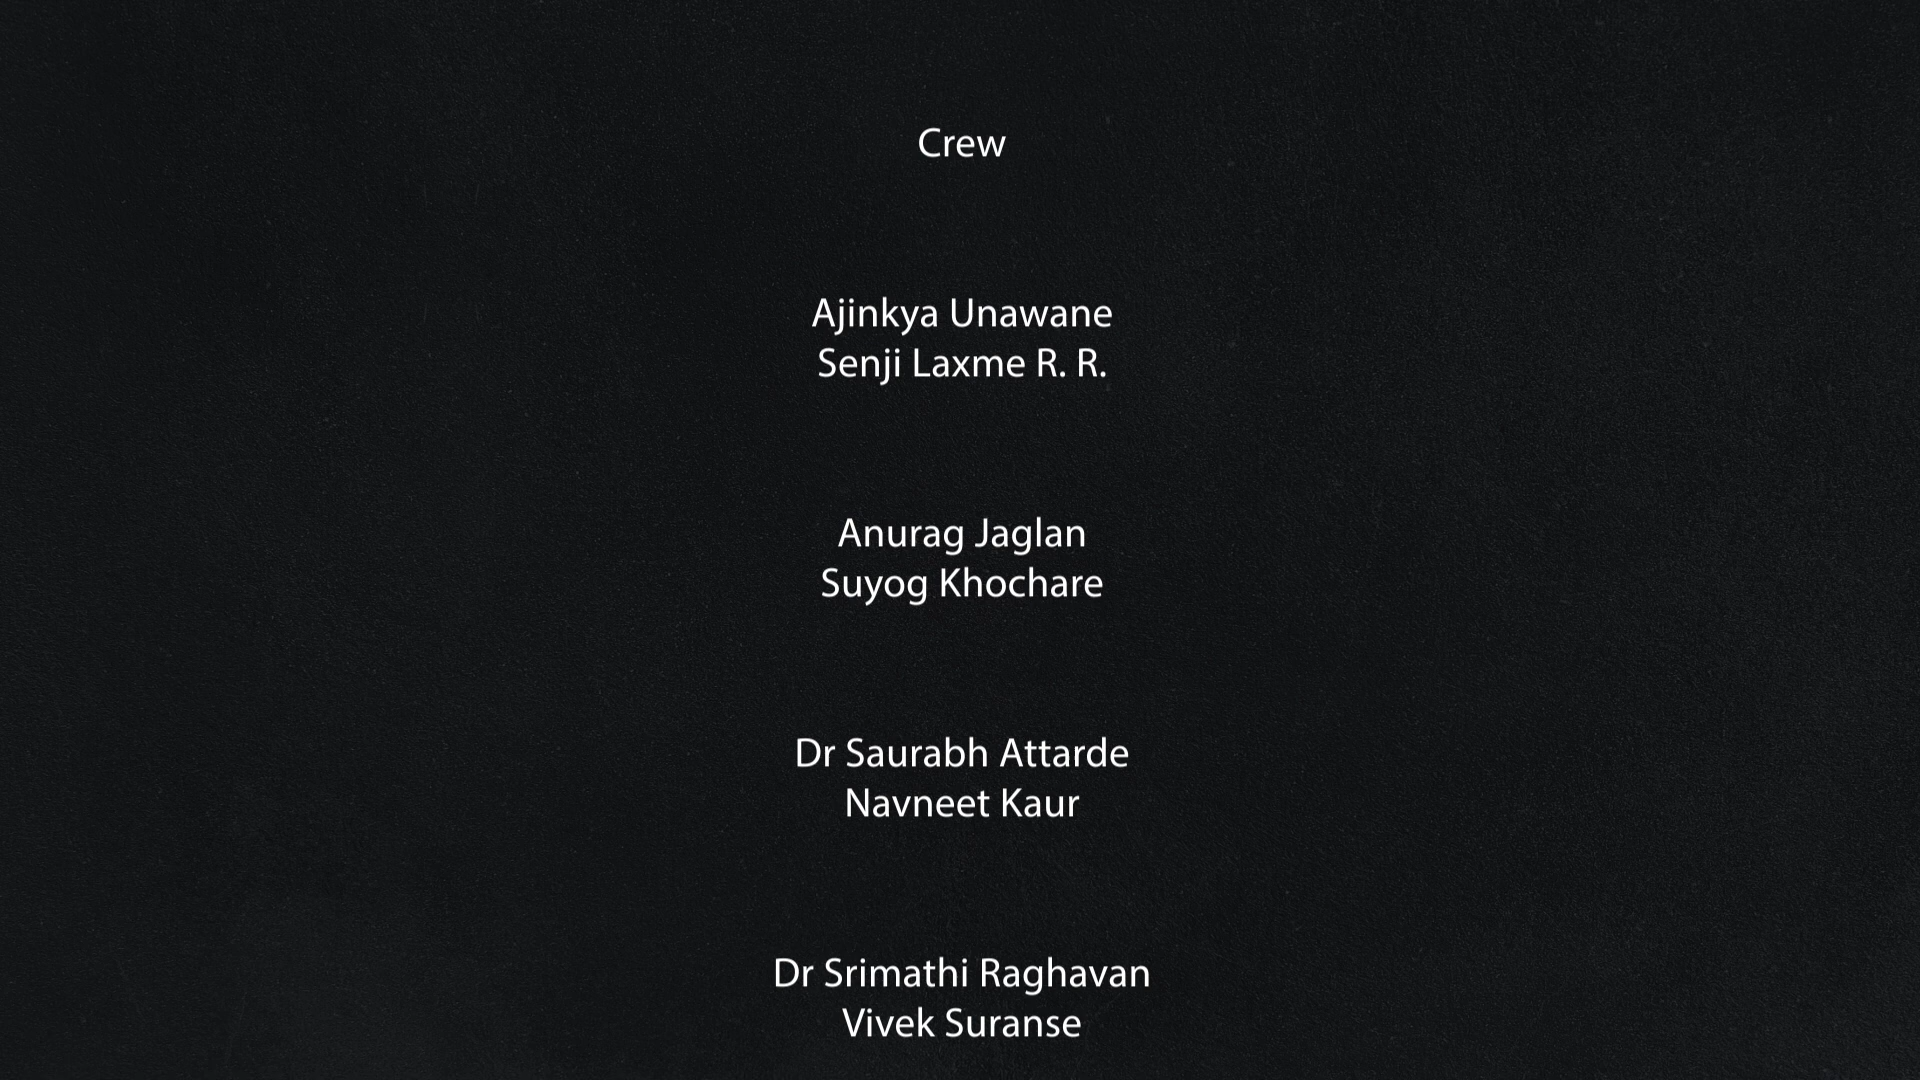 Crew
Ajinkya Unawane
Senji Laxme R. R.
Anurag Jaglan
Suyog Khochare
Dr Saurabh Attarde
Navneet Kaur
Dr Srimathi Raghavan
Vivek Suranse